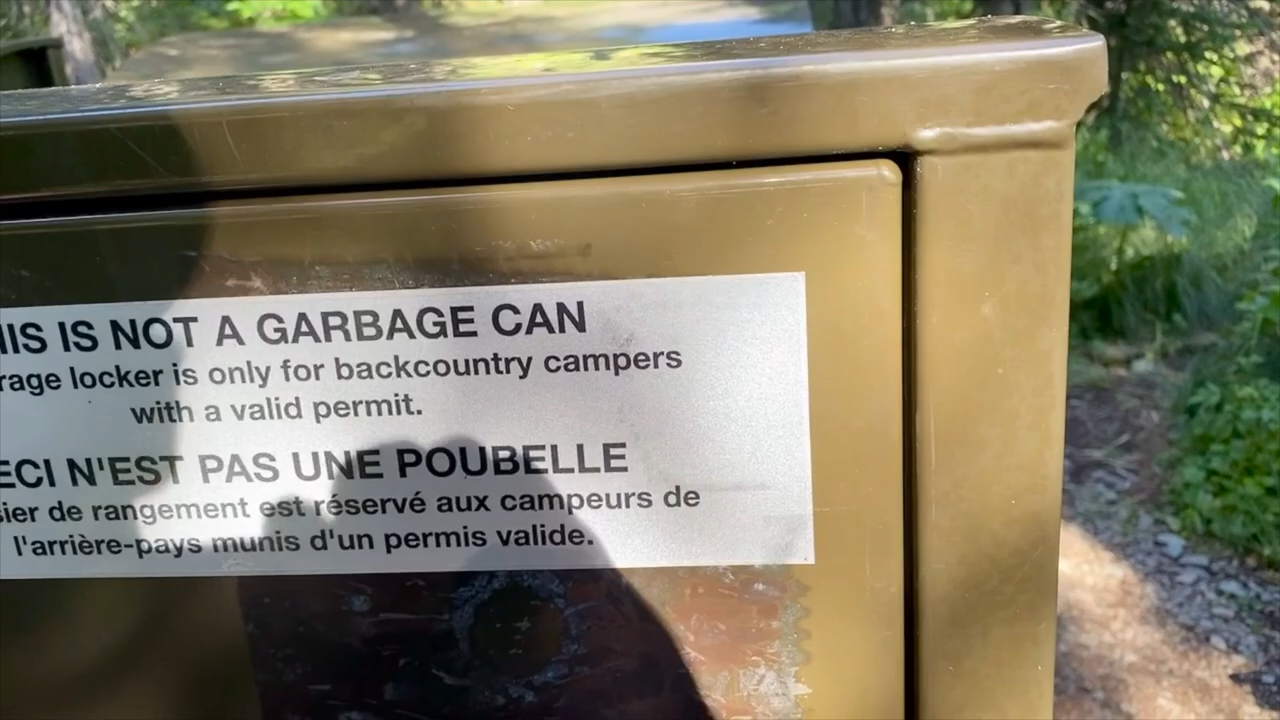 IS IS NOT A GARBAGE CAN
rage locker is only for backcountry campers
with a valid permit.
ECI N'EST PAS UNE POUBELLE
sier de rangement est réservé aux campeurs de
l'arrière-pays munis d'un permis valide.